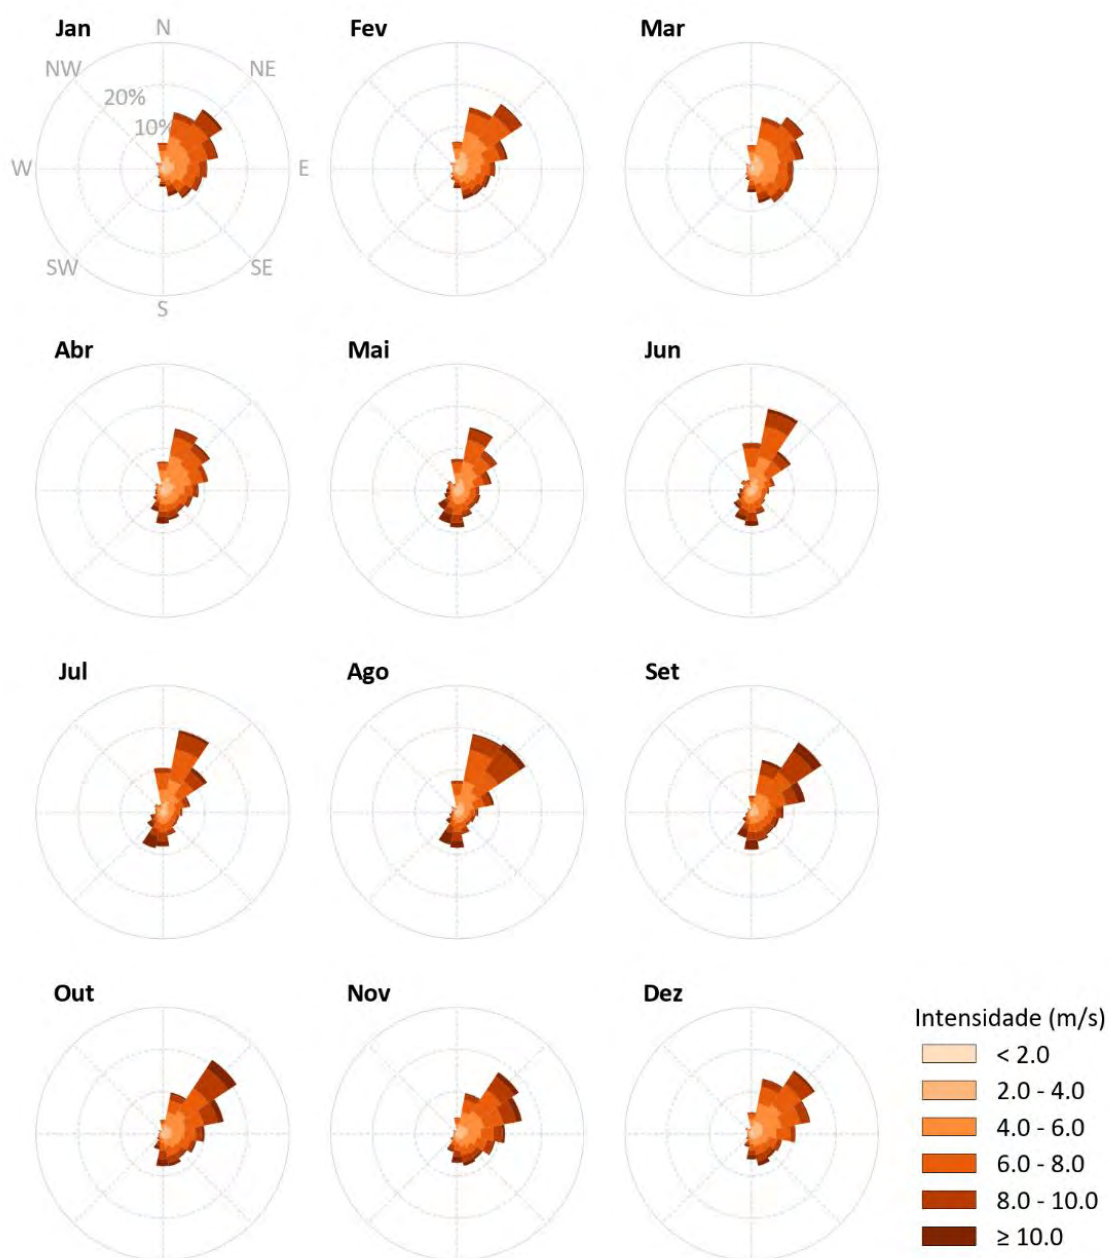 Jan
N
Fev
Mar
NW
NE
20%
10%
W
E
SW
SE
S
Abr
Mai
Jun
Jul
Ago
Set
Out
Nov
Dez
Intensidade (m/s)
< 2.0
2.0 - 4.0
4.0 - 6.0
6.0 - 8.0
8.0 - 10.0
≥ 10.0